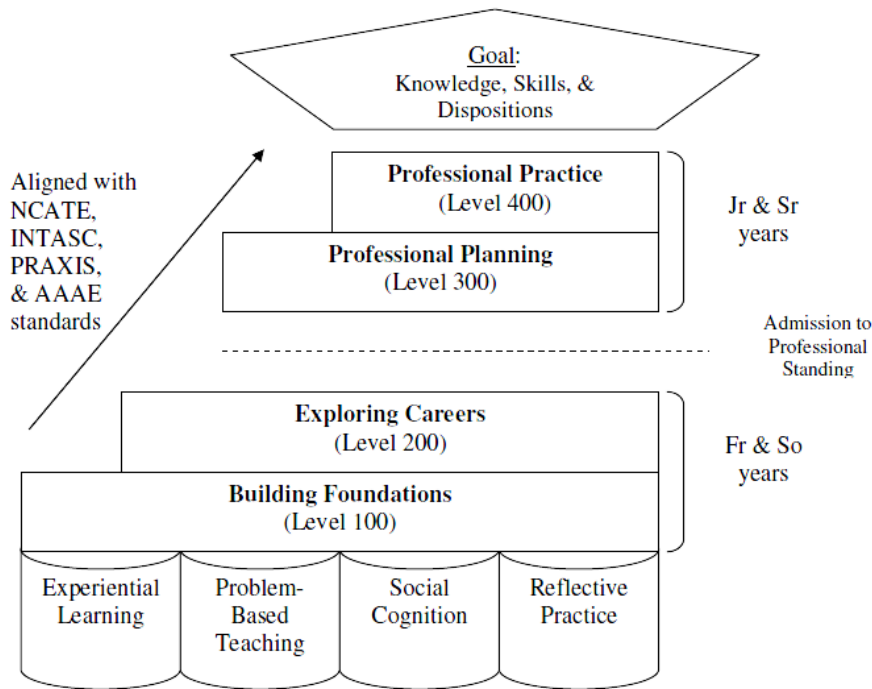 Goal:
Knowledge, Skills, &
Dispositions
Aligned with
NCATE,
INTASC,
PRAXIS,
& AAAE
standards
Professional Practice
(Level 400)
Professional Planning
(Level 300)
Jr & Sr
years
Admission to
Professional
Standing
Exploring Careers
(Level 200)
Building Foundations
(Level 100)
Fr & So
years
Experiential
Learning
Problem-
Based
Teaching
Social
Cognition
Reflective
Practice